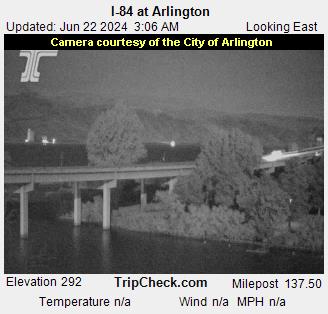 I-84 at Arlington
Updated: Jun 22 2024 3:06 AM Looking East
Camera courtesy of the City of Arlington
Elevation 292 TripCheck.com Milepost 137.50
Temperature n/a Wind n/a MPH n/a